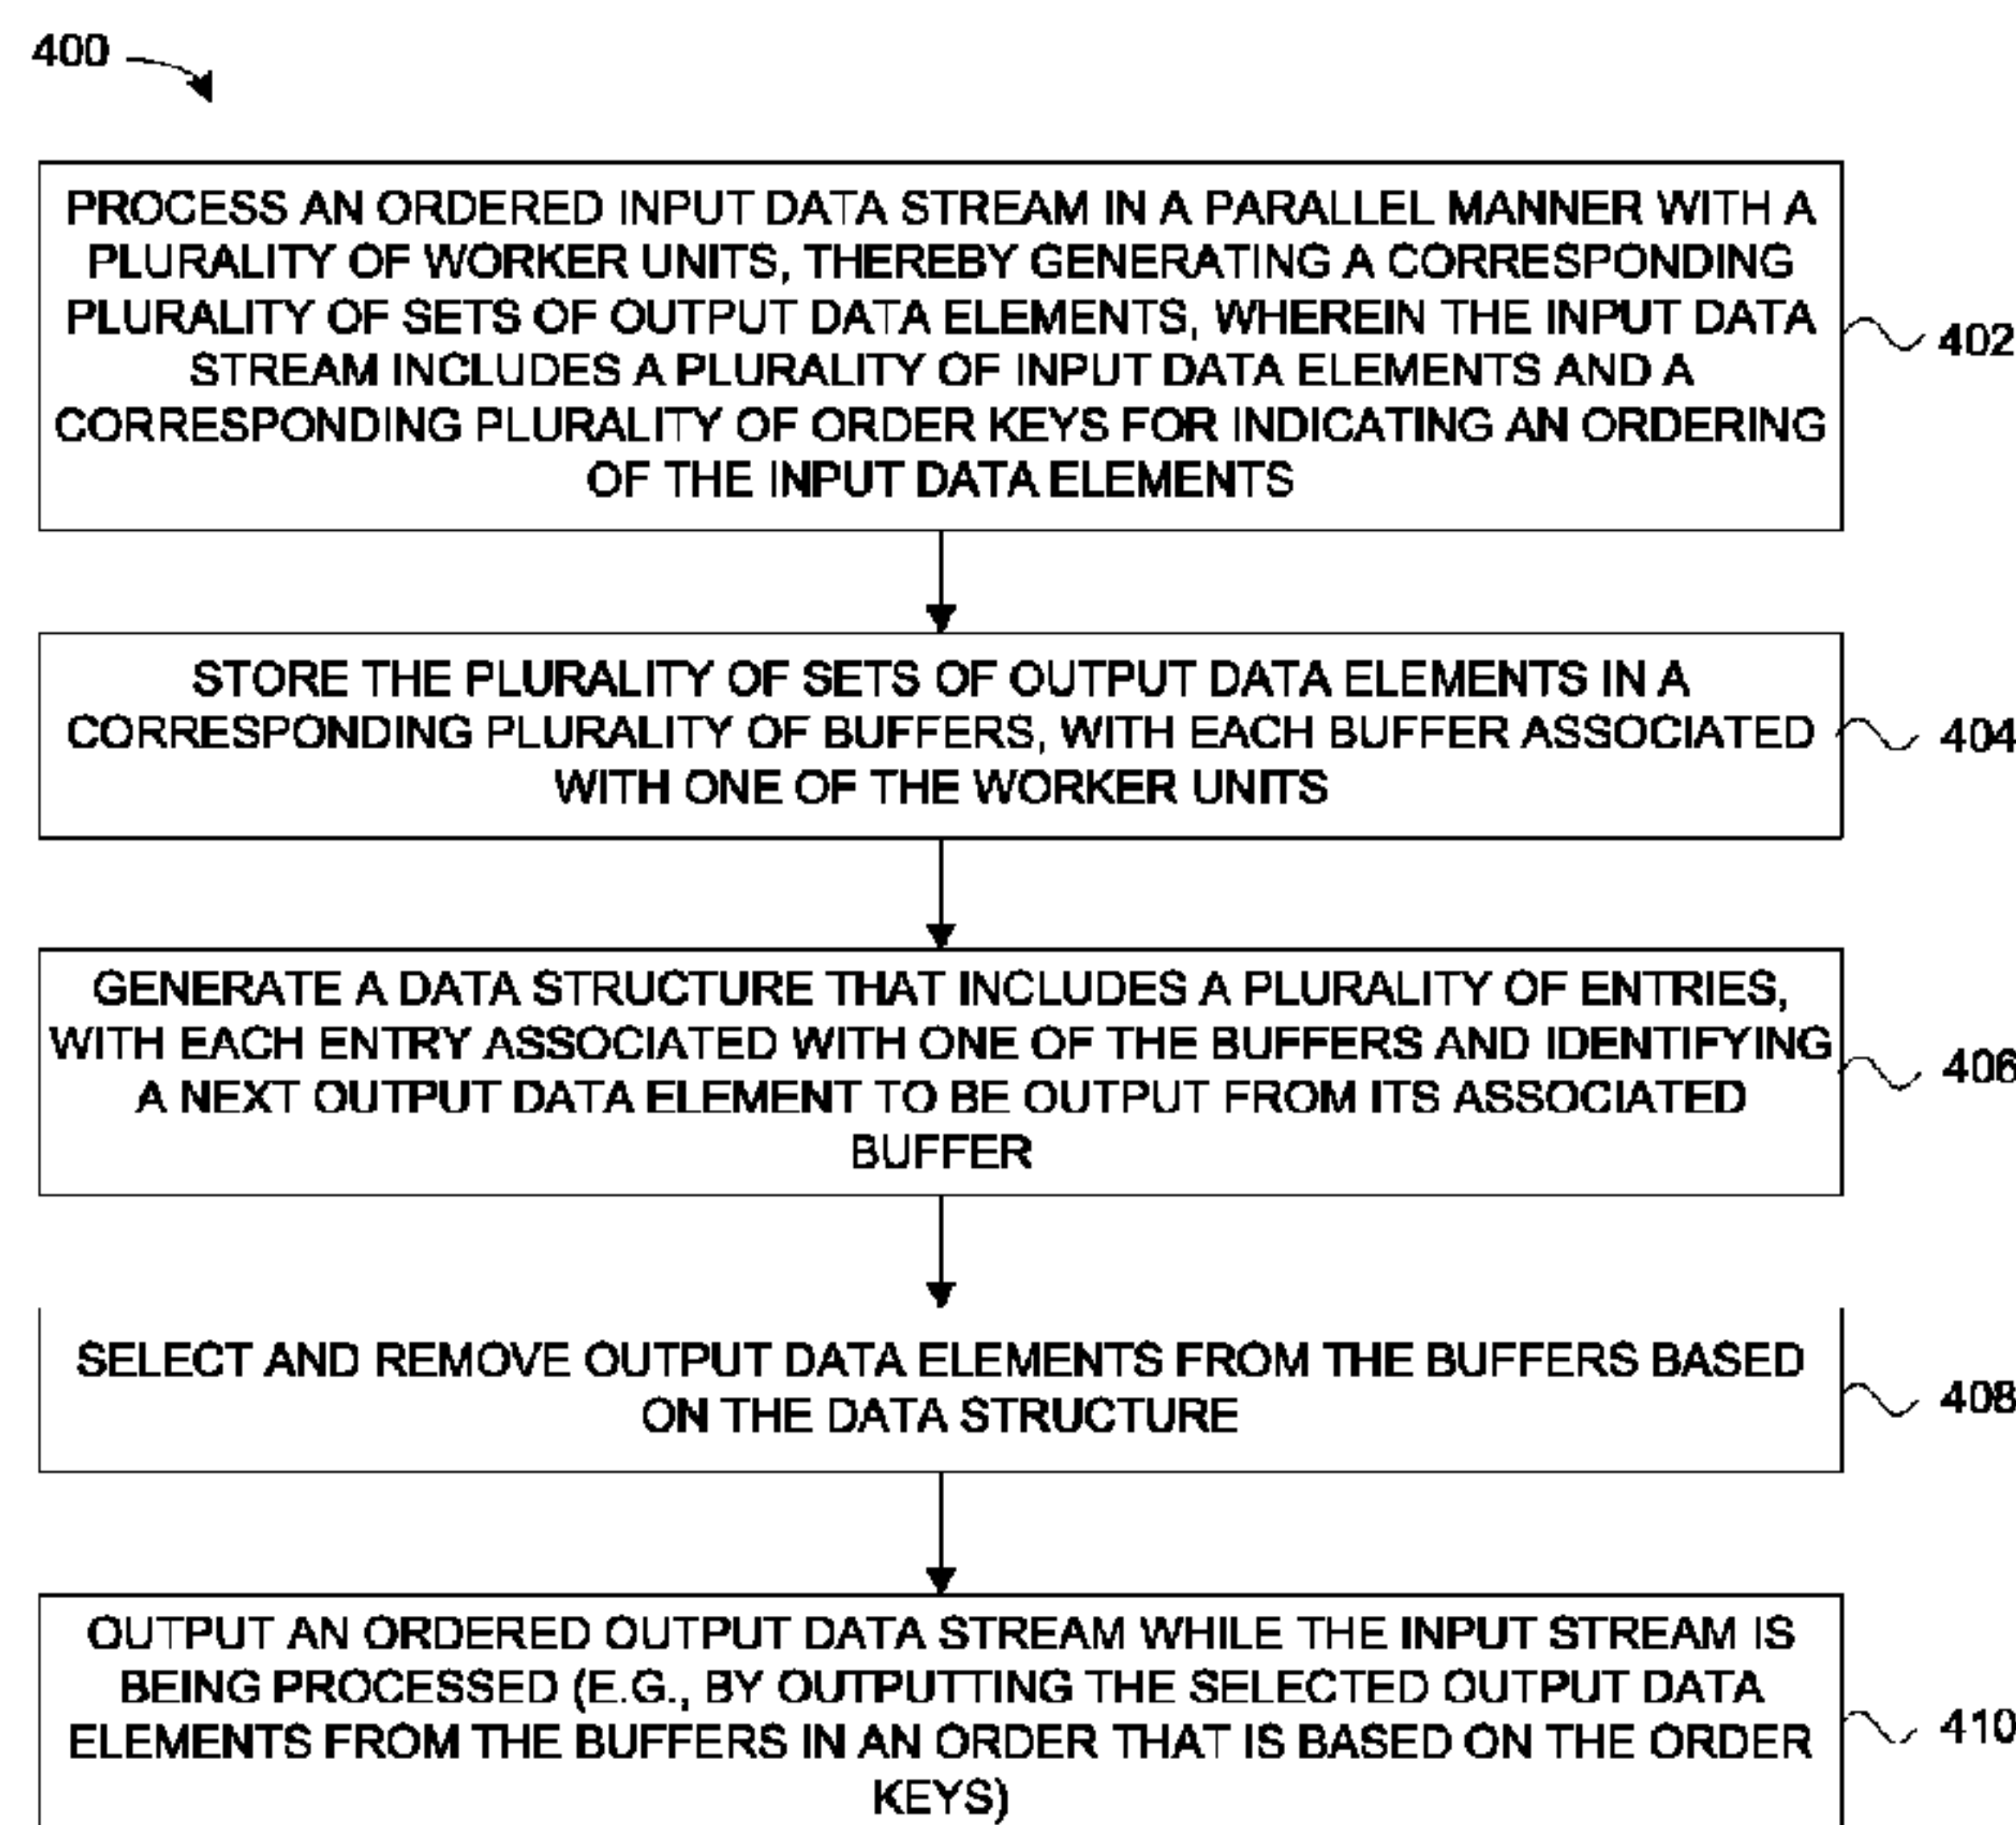 400
PROCESS AN ORDERED INPUT DATA STREAM IN A PARALLEL MANNER WITH A
PLURALITY OF WORKER UNITS, THEREBY GENERATING A CORRESPONDING
PLURALITY OF SETS OF OUTPUT DATA ELEMENTS, WHEREIN THE INPUT DATA
STREAM INCLUDES A PLURALITY OF INPUT DATA ELEMENTS AND A
CORRESPONDING PLURALITY OF ORDER KEYS FOR INDICATING AN ORDERING
OF THE INPUT DATA ELEMENTS
402
STORE THE PLURALITY OF SETS OF OUTPUT DATA ELEMENTS IN A
CORRESPONDING PLURALITY OF BUFFERS, WITH EACH BUFFER ASSOCIATED
WITH ONE OF THE WORKER UNITS
404
GENERATE A DATA STRUCTURE THAT INCLUDES A PLURALITY OF ENTRIES,
WITH EACH ENTRY ASSOCIATED WITH ONE OF THE BUFFERS AND IDENTIFYING
A NEXT OUTPUT DATA ELEMENT TO BE OUTPUT FROM ITS ASSOCIATED
BUFFER
406
SELECT AND REMOVE OUTPUT DATA ELEMENTS FROM THE BUFFERS BASED
ON THE DATA STRUCTURE
408
OUTPUT AN ORDERED OUTPUT DATA STREAM WHILE THE INPUT STREAM IS
BEING PROCESSED (E.G., BY OUTPUTTING THE SELECTED OUTPUT DATA
ELEMENTS FROM THE BUFFERS IN AN ORDER THAT IS BASED ON THE ORDER
KEYS)
410